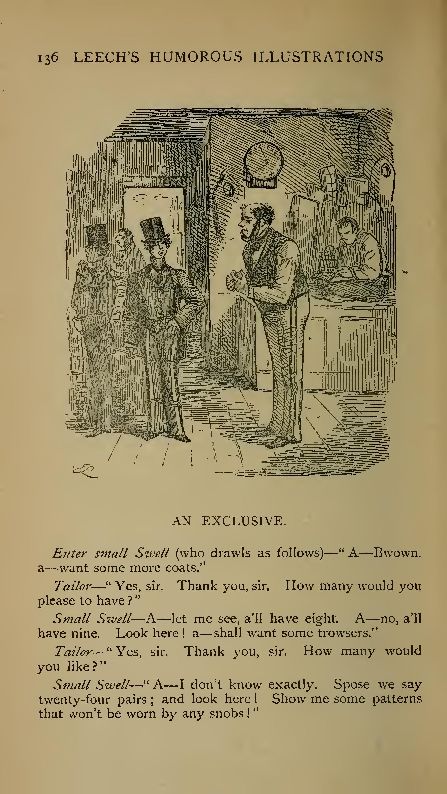 136 LEECH'S HUMOROUS ILLUSTRATIONS
AN EXCLUSIVE.
Enter small Swell (who drawls as follows)—"A—Bwown,
a—want some more coats."
Tailor—"Yes, sir. Thank you, sir. How many would you
please to have?"
Small Swell—A—let me see, a'll have eight. A—no, a'll
have nine. Look here! a—shall want some trowsers."
Tailor—"Yes, sir. Thank you, sir. How many would
you like?"
Small Swell—"A—I don't know exactly. Spose we say
twenty-four pairs; and look here! Show me some patterns
that won't be worn by any snobs!"